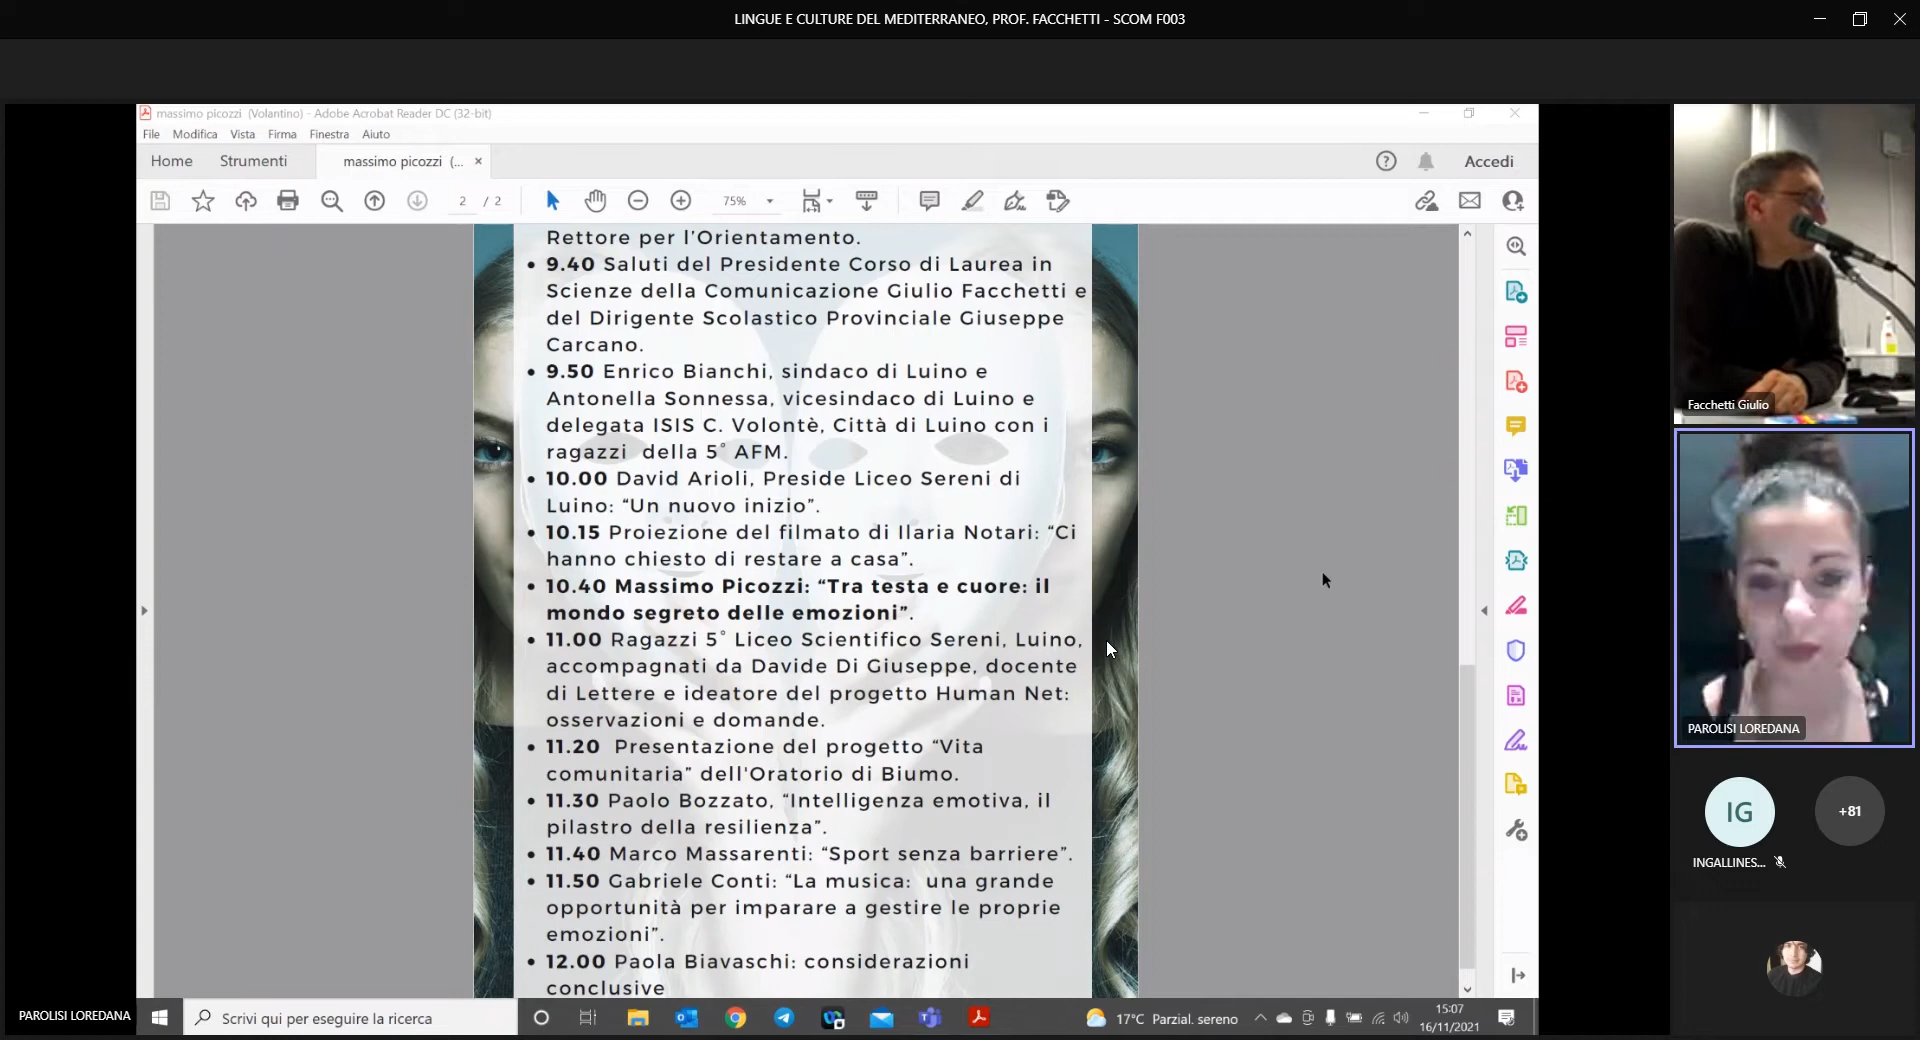 LINGUE E CULTURE DEL MEDITERRANEO, PROF. FACCHETTI - SCOM F003
massimo picozzi (Volantino) - Adobe Acrobat Reader DC (32-bit)
File Modifica Vista Firma Finestra Aiuto
Home Strumenti massimo picozzi (... × Accedi
2 / 2 75%
Rettore per l’Orientamento.
• 9.40 Saluti del Presidente Corso di Laurea in
Scienze della Comunicazione Giulio Facchetti e
del Dirigente Scolastico Provinciale Giuseppe
Carcano.
• 9.50 Enrico Bianchi, sindaco di Luino e
Antonella Sonnessa, vicesindaco di Luino e
delegata ISIS C. Volontè, Città di Luino con i
ragazzi della 5° AFM.
• 10.00 David Arioli, Preside Liceo Sereni di
Luino: “Un nuovo inizio”.
• 10.15 Proiezione del filmato di Ilaria Notari: “Ci
hanno chiesto di restare a casa”.
• 10.40 Massimo Picozzi: “Tra testa e cuore: il
mondo segreto delle emozioni”.
• 11.00 Ragazzi 5° Liceo Scientifico Sereni, Luino,
accompagnati da Davide Di Giuseppe, docente
di Lettere e ideatore del progetto Human Net:
osservazioni e domande.
• 11.20 Presentazione del progetto “Vita
comunitaria” dell'Oratorio di Biumo.
• 11.30 Paolo Bozzato, “Intelligenza emotiva, il
pilastro della resilienza”.
• 11.40 Marco Massarenti: “Sport senza barriere”.
• 11.50 Gabriele Conti: “La musica: una grande
opportunità per imparare a gestire le proprie
emozioni”.
• 12.00 Paola Biavaschi: considerazioni
conclusive
PAROLISI LOREDANA
Scrivi qui per eseguire la ricerca
17°C Parzial. sereno
15:07
16/11/2021
Facchetti Giulio
PAROLISI LOREDANA
IG
+81
INGALLINES...